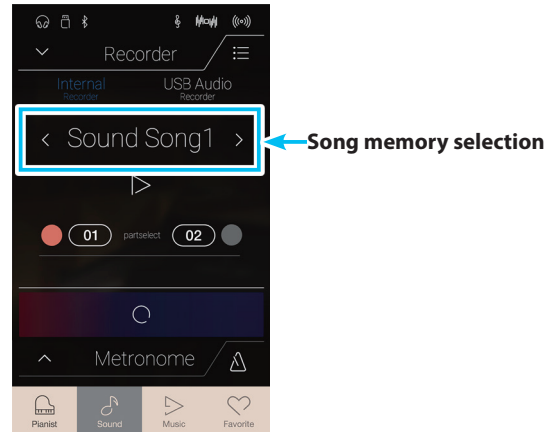 Recorder
Internal USB Audio
Recorder Recorder
Sound Song1
Song memory selection
01 partselect 02
Metronome
Pianist Sound Music Favorite